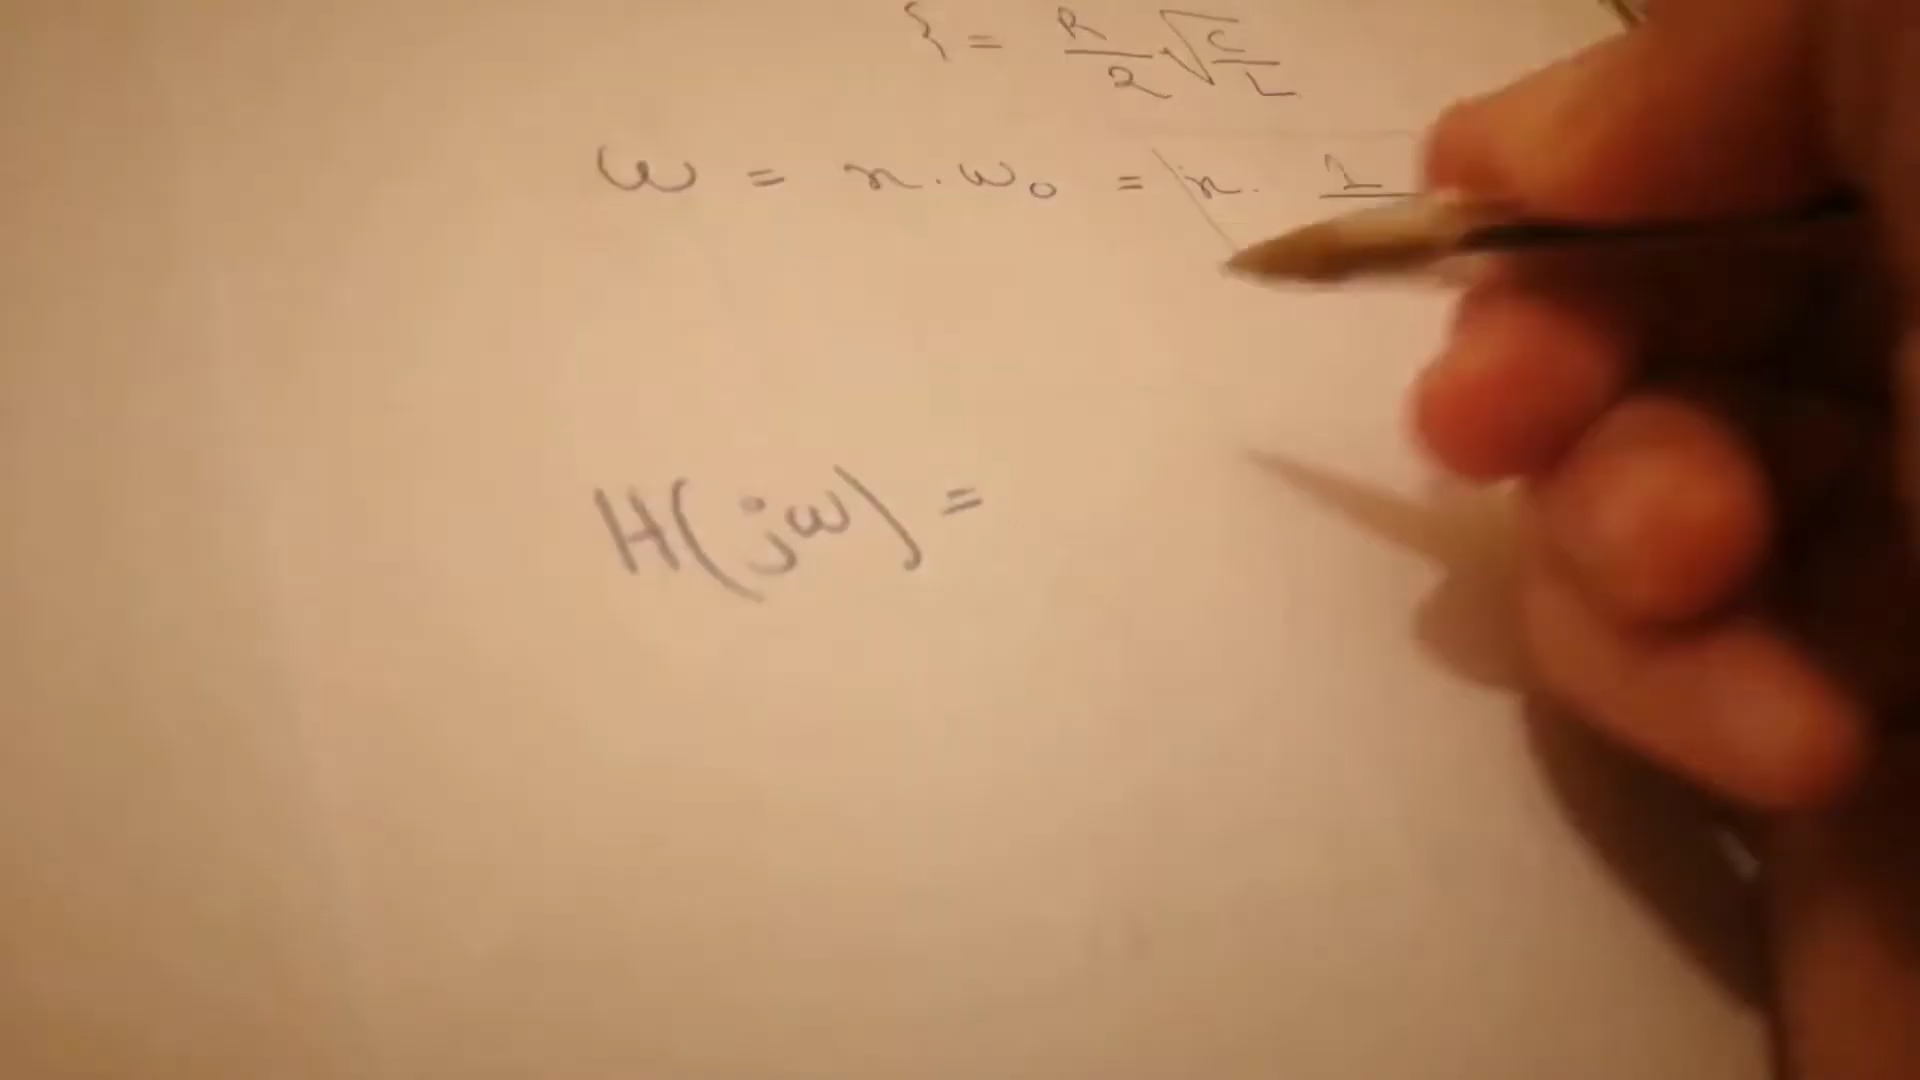 ξ = R/2 √(C/L)
ω = n. ω₀ = n. 1
H(jω) =